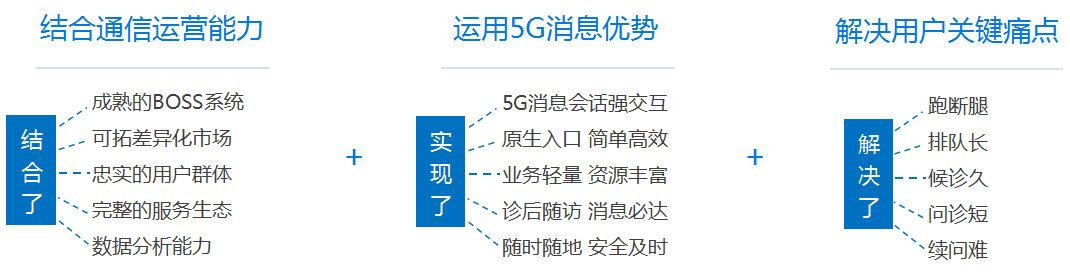 结合通信运营能力
结合了
成熟的BOSS系统
可拓差异化市场
忠实的用户群体
完整的服务生态
数据分析能力
+
运用5G消息优势
实现了
5G消息会话强交互
原生入口 简单高效
业务轻量 资源丰富
诊后随访 消息必达
随时随地 安全及时
+
解决用户关键痛点
解决了
跑断腿
排队长
候诊久
问诊短
续问难